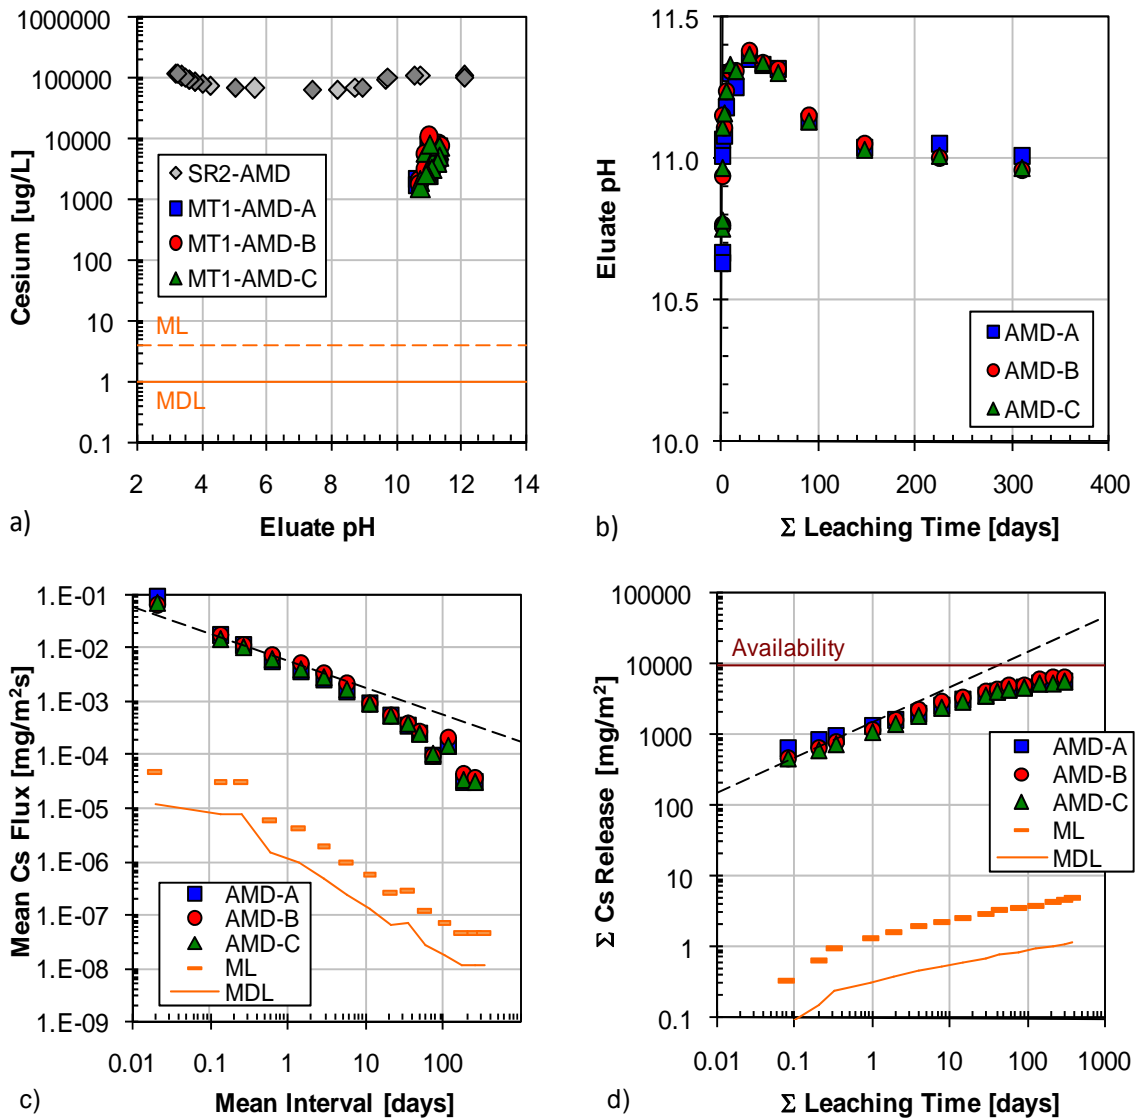 1000000
100000
10000
1000
100
10
1
0.1
Cesium [ug/L]
SR2-AMD
MT1-AMD-A
MT1-AMD-B
MT1-AMD-C
ML
MDL
2 4 6 8 10 12 14
Eluate pH
a)
11.5
11.0
10.5
10.0
Eluate pH
AMD-A
AMD-B
AMD-C
0 100 200 300 400
Σ Leaching Time [days]
b)
1.E-01
1.E-02
1.E-03
1.E-04
1.E-05
1.E-06
1.E-07
1.E-08
1.E-09
Mean Cs Flux [mg/m²s]
AMD-A
AMD-B
AMD-C
ML
MDL
0.01 0.1 1 10 100
Mean Interval [days]
c)
100000
10000
1000
100
10
1
0.1
Σ Cs Release [mg/m²]
Availability
AMD-A
AMD-B
AMD-C
ML
MDL
0.01 0.1 1 10 100 1000
Σ Leaching Time [days]
d)